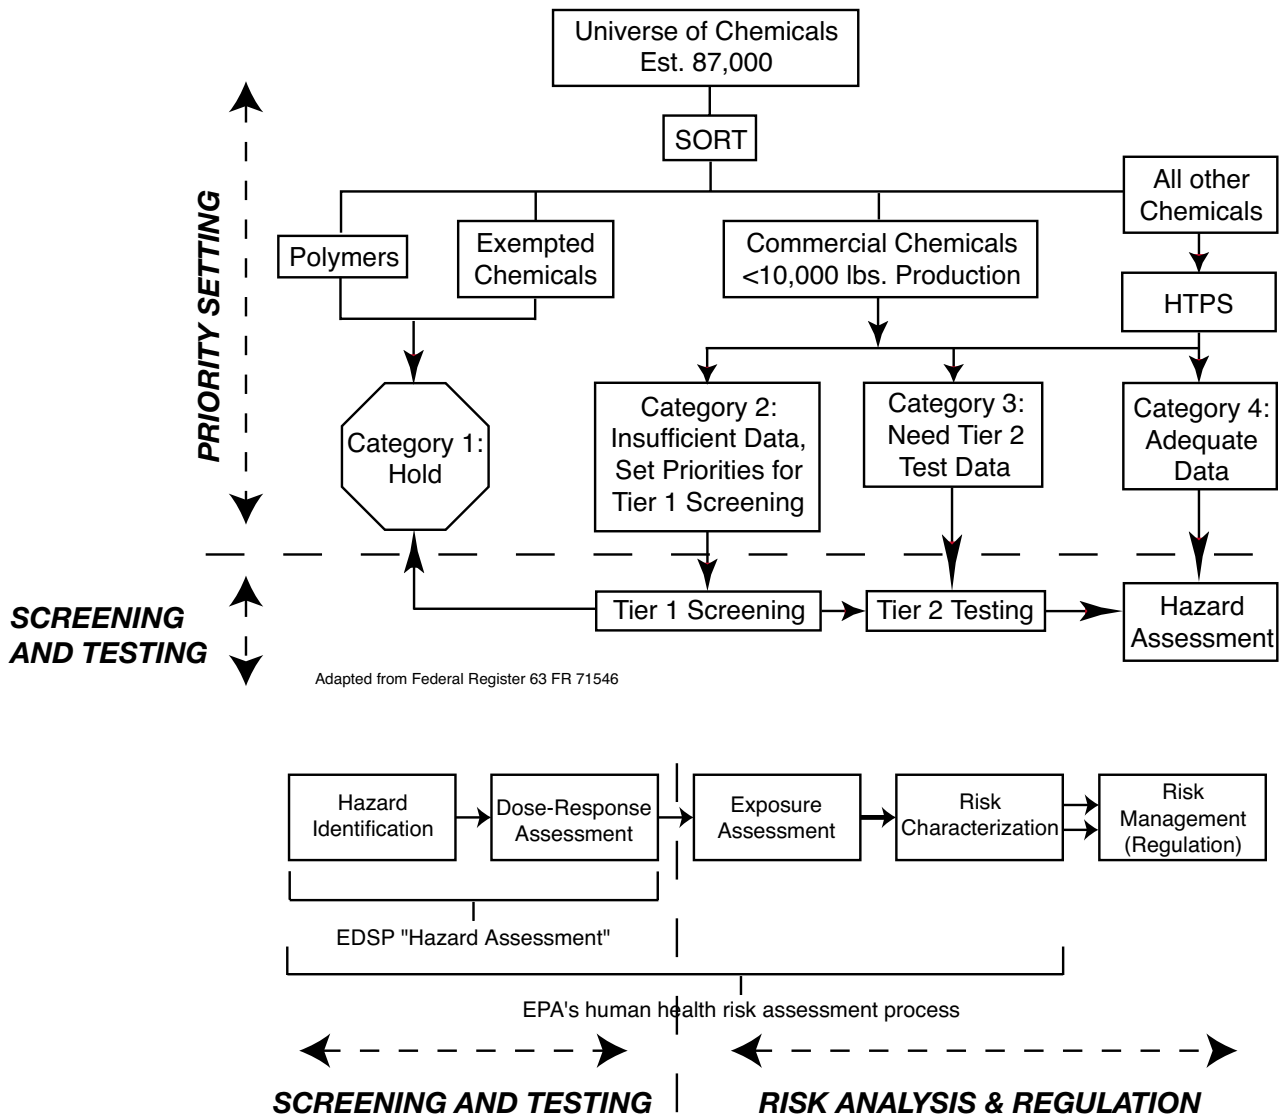 Universe of Chemicals
Est. 87,000
SORT
All other
Chemicals
Polymers
Exempted
Chemicals
Commercial Chemicals
<10,000 lbs. Production
HTPS
PRIORITY SETTING
Category 1:
Hold
Category 2:
Insufficient Data,
Set Priorities for
Tier 1 Screening
Category 3:
Need Tier 2
Test Data
Category 4:
Adequate
Data
SCREENING
AND TESTING
Tier 1 Screening
Tier 2 Testing
Hazard
Assessment
Adapted from Federal Register 63 FR 71546
Hazard
Identification
Dose-Response
Assessment
Exposure
Assessment
Risk
Characterization
Risk
Management
(Regulation)
EDSP "Hazard Assessment"
EPA's human health risk assessment process
SCREENING AND TESTING
RISK ANALYSIS & REGULATION